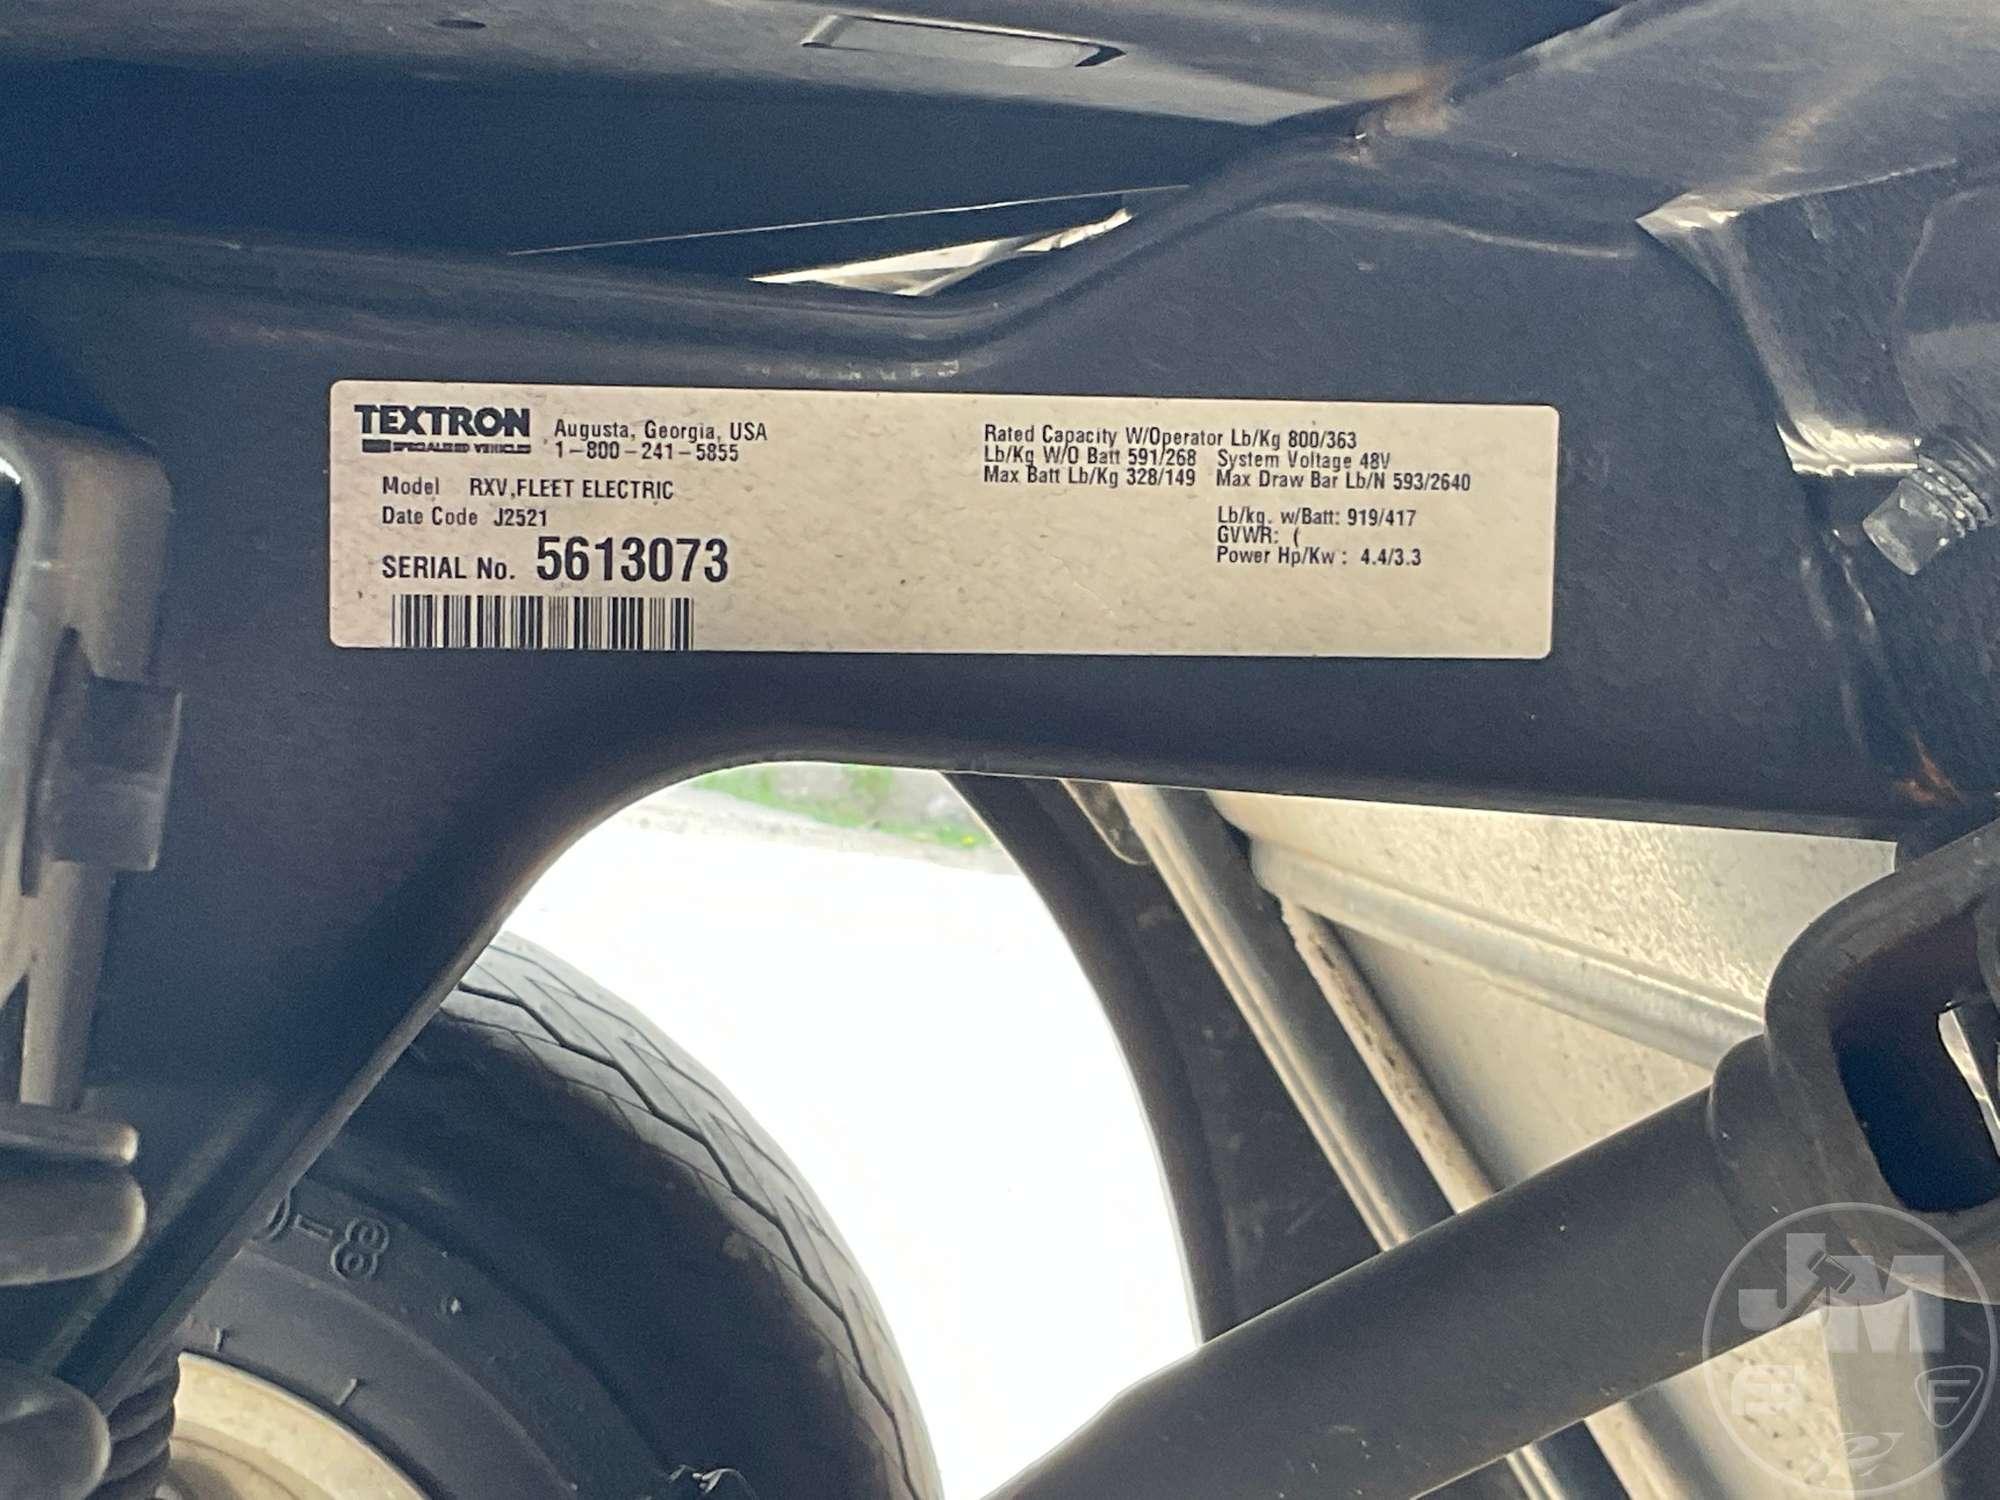 TEXTRON
SPECIALIZED VEHICLES
Augusta, Georgia, USA
1-800-241-5855
Model RXV,FLEET ELECTRIC
Date Code J2521
SERIAL No. 5613073
Rated Capacity W/Operator Lb/Kg 800/363
Lb/Kg W/O Batt 591/268 System Voltage 48V
Max Batt Lb/Kg 328/149 Max Draw Bar Lb/N 593/2640
Lb/kg. w/Batt: 919/417
GVWR: (
Power Hp/Kw : 4.4/3.3
JM